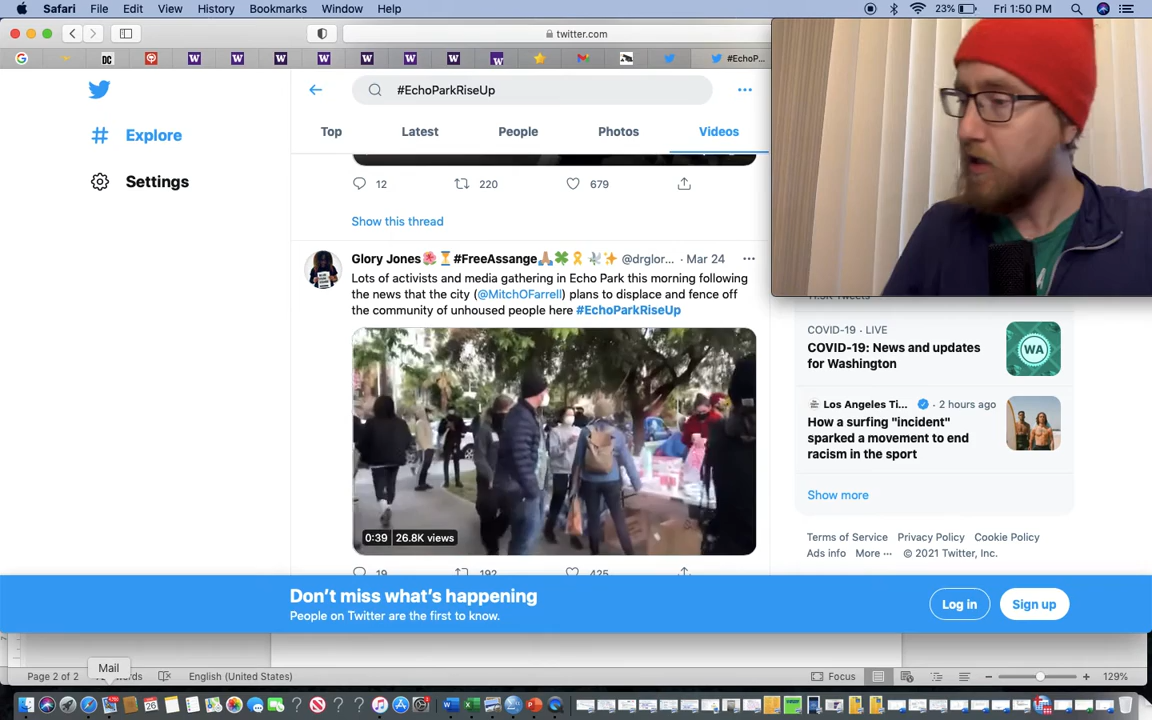 Safari File Edit View History Bookmarks Window Help
23% Fri 1:50 PM
twitter.com
DC
#EchoP...
#EchoParkRiseUp
Explore
Settings
Top Latest People Photos Videos
12 220 679
Show this thread
Glory Jones #FreeAssange @drglor... · Mar 24
Lots of activists and media gathering in Echo Park this morning following
the news that the city (@MitchOFarrell) plans to displace and fence off
the community of unhoused people here #EchoParkRiseUp
0:39 26.8K views
19 192 425
COVID-19 · LIVE
COVID-19: News and updates
for Washington
WA
Los Angeles Ti... · 2 hours ago
How a surfing "incident"
sparked a movement to end
racism in the sport
Show more
Terms of Service Privacy Policy Cookie Policy
Ads info More ··· © 2021 Twitter, Inc.
Don't miss what's happening
People on Twitter are the first to know.
Log in Sign up
Mail
Page 2 of 2 English (United States) Focus 129%